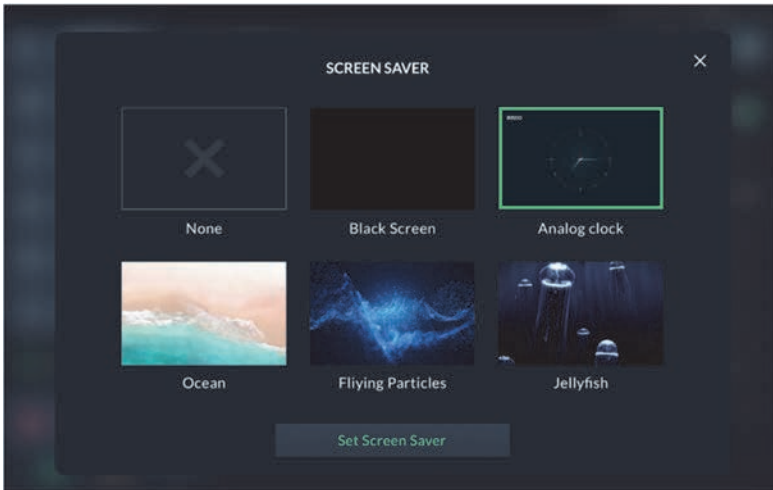 SCREEN SAVER
None
Black Screen
Analog clock
Ocean
Fliying Particles
Jellyfish
Set Screen Saver